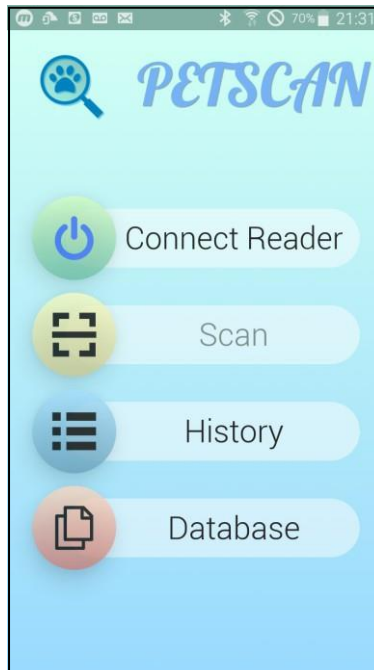 70% 21:31
PETSCAN
Connect Reader
Scan
History
Database